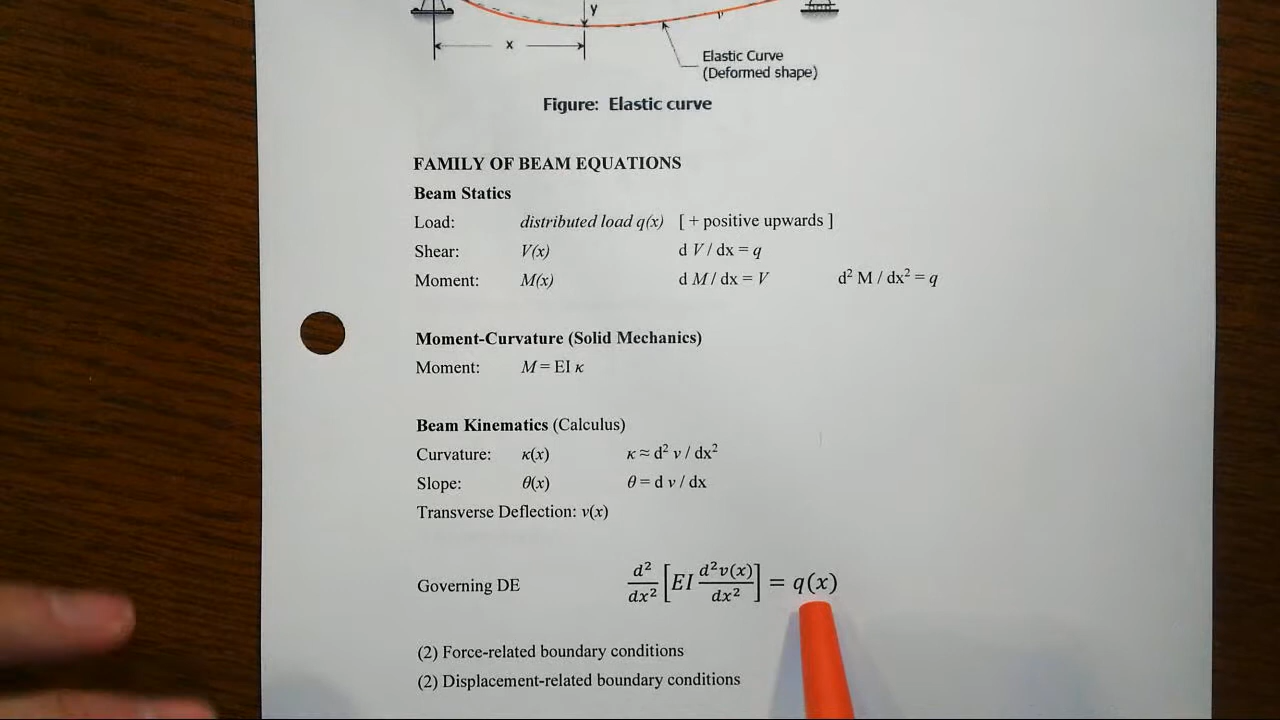 y
ν
x
Elastic Curve
(Deformed shape)
Figure: Elastic curve
FAMILY OF BEAM EQUATIONS
Beam Statics
Load: distributed load q(x) [ + positive upwards ]
Shear: V(x) d V / dx = q
Moment: M(x) d M / dx = V d² M / dx² = q
Moment-Curvature (Solid Mechanics)
Moment: M = EI κ
Beam Kinematics (Calculus)
Curvature: κ(x) κ ≈ d² v / dx²
Slope: θ(x) θ = d v / dx
Transverse Deflection: v(x)
Governing DE d²/dx² [EI d²v(x)/dx²] = q(x)
(2) Force-related boundary conditions
(2) Displacement-related boundary conditions